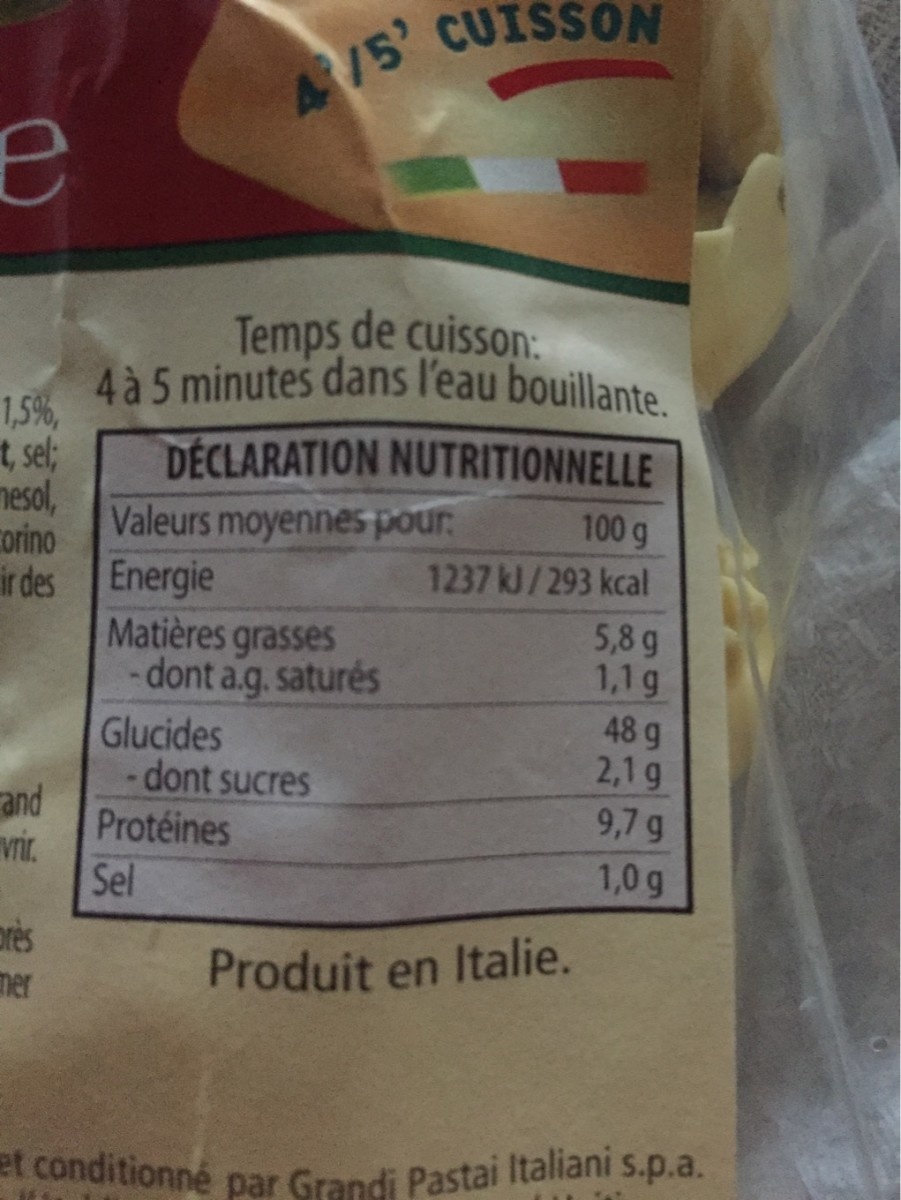 4'/5' CUISSON
e
Temps de cuisson:
4 à 5 minutes dans l'eau bouillante.
1,5%,
t, sel;
nesol,
corino
ir des
DÉCLARATION NUTRITIONNELLE
Valeurs moyennes pour: 100 g
Energie 1237 kJ / 293 kcal
Matières grasses 5,8 g
- dont a.g. saturés 1,1 g
Glucides 48 g
- dont sucres 2,1 g
Protéines 9,7 g
Sel 1,0 g
rand
vrir.
près
mer
Produit en Italie.
et conditionné par Grandi Pastai Italiani s.p.a.